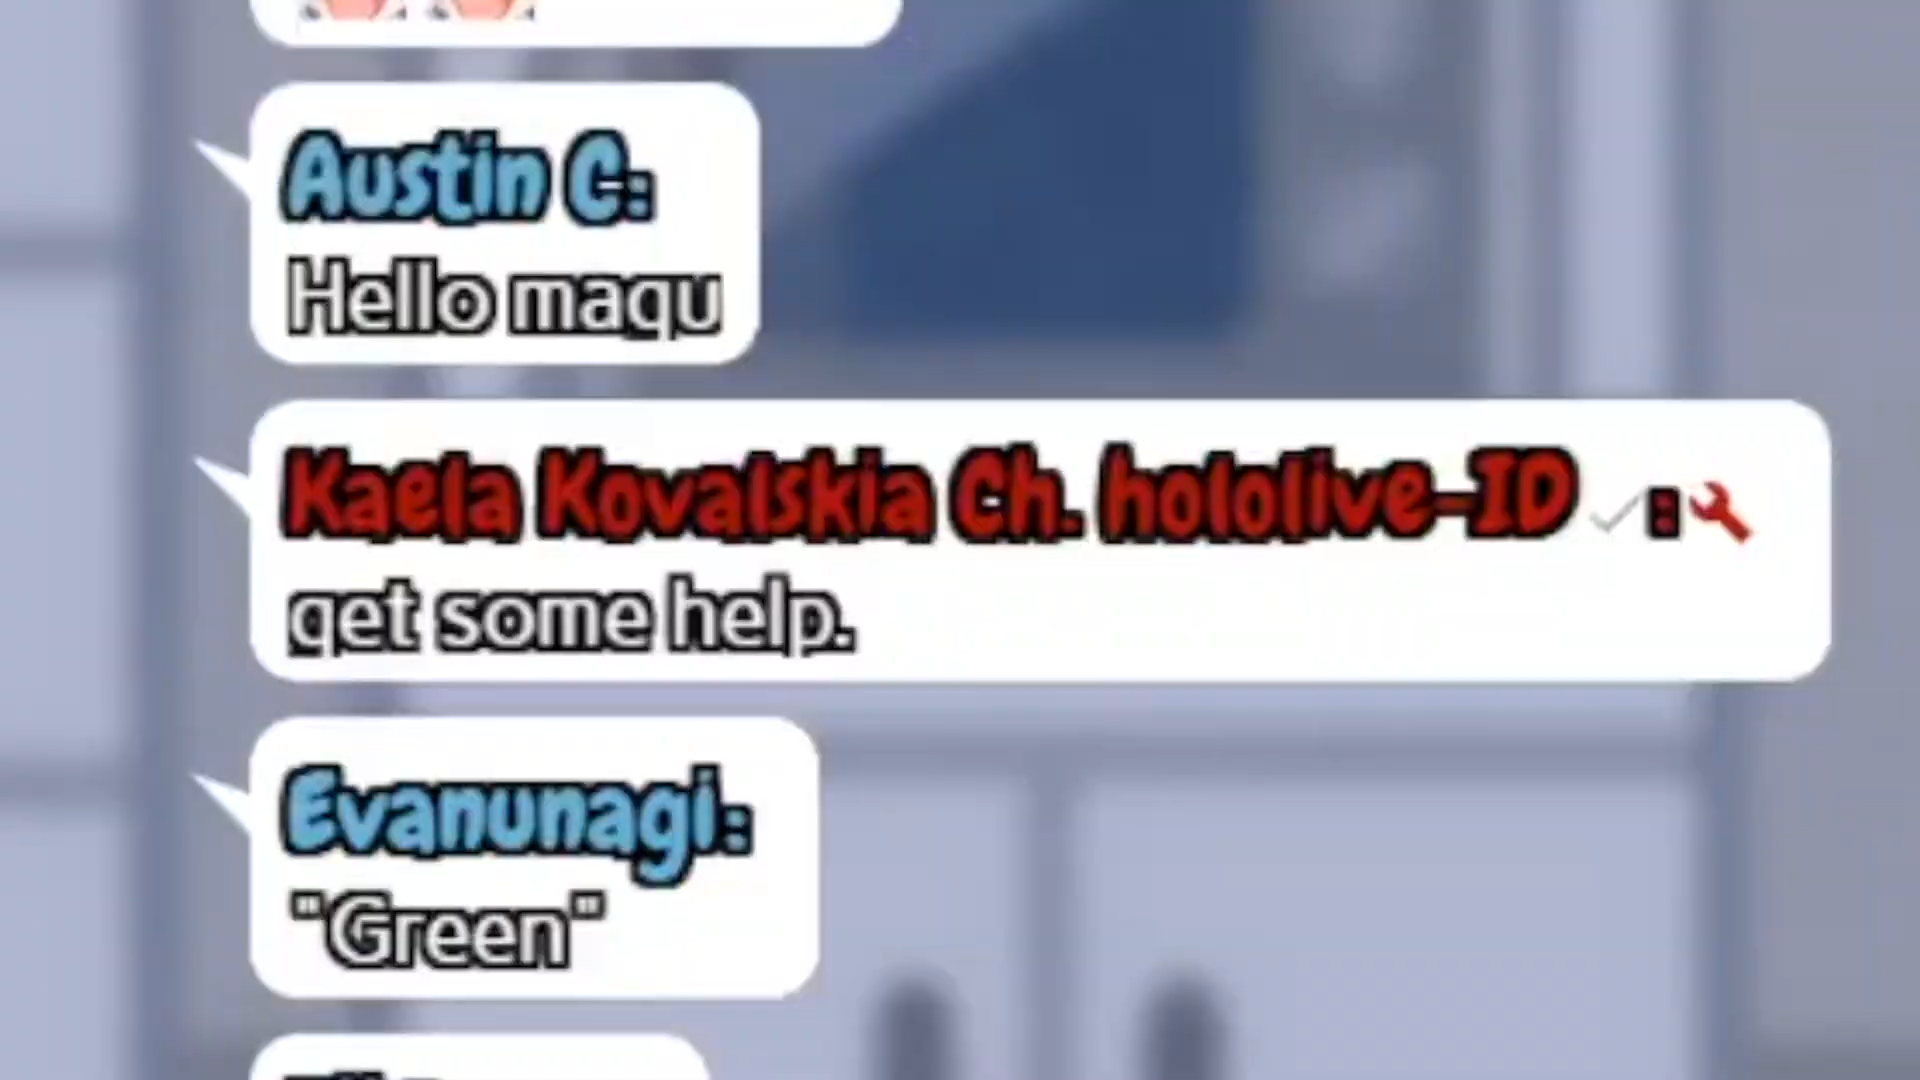 Austin C:
Hello maqu
Kaela Kovalskia Ch. hololive-ID ✓:
get some help.
Evanunagi:
"Green"